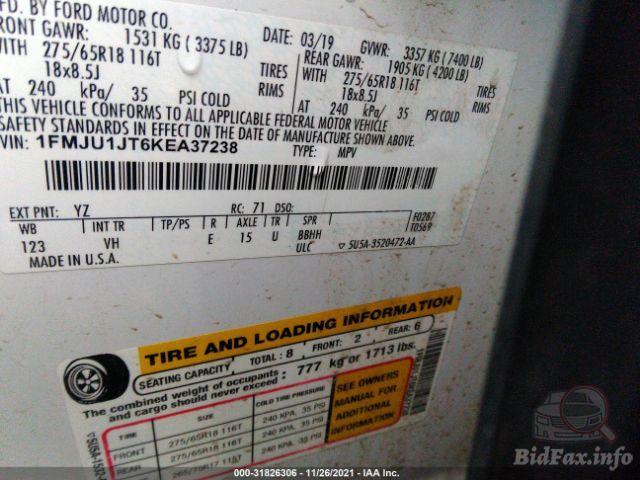 MFD. BY FORD MOTOR CO.
FRONT GAWR: 1531 KG ( 3375 LB)
WITH 275/65R18 116T TIRES
18x8.5J RIMS
AT 240 kPa/ 35 PSI COLD
03/19 GVWR: 3357 KG ( 7400 LB)
REAR GAWR: 1905 KG ( 4200 LB)
WITH 275/65R18 116T TIRES
18x8.5J RIMS
AT 240 kPa/ 35 PSI COLD
THIS VEHICLE CONFORMS TO ALL APPLICABLE FEDERAL MOTOR VEHICLE
SAFETY STANDARDS IN EFFECT ON THE DATE OF MANUFACTURE SHOWN ABOVE.
VIN: 1FMJU1JT6KEA37238
TYPE: MPV
EXT PNT: YZ RC: 71 DSO:
WB INT TR TP/PS R AXLE TR SPR
123 VH E 15 U BBHH
ULC
F0287
T0569
MADE IN U.S.A.
5U5A-3520472-AA
TIRE AND LOADING INFORMATION
SEATING CAPACITY TOTAL: 8 FRONT: 2 REAR: 6
The combined weight of occupants and cargo should never exceed: 777 kg or 1713 lbs.
TIRE SIZE COLD TIRE PRESSURE
FRONT 275/65R18 116T 240 KPA, 35 PSI
REAR 275/65R18 116T 240 KPA, 35 PSI
SEE OWNERS
MANUAL FOR
ADDITIONAL
INFORMATION
000-31826306 - 11/26/2021 - IAA Inc.
BidFax.info